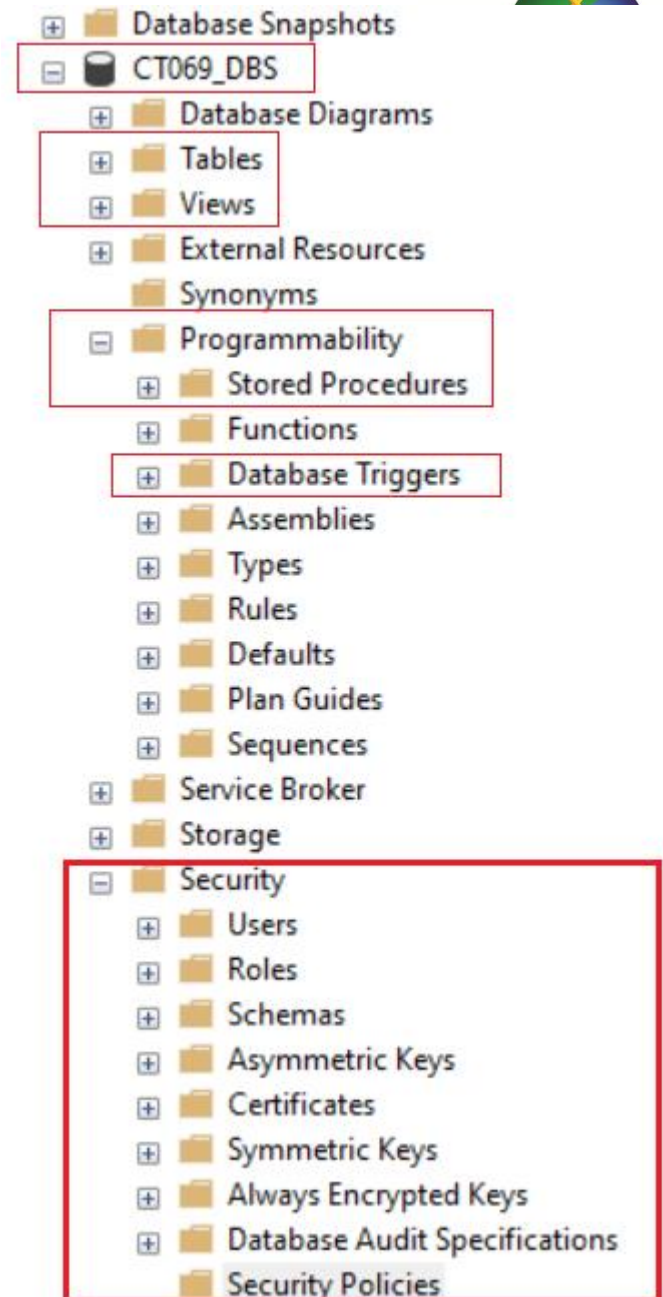 Database Snapshots
CT069_DBS
Database Diagrams
Tables
Views
External Resources
Synonyms
Programmability
Stored Procedures
Functions
Database Triggers
Assemblies
Types
Rules
Defaults
Plan Guides
Sequences
Service Broker
Storage
Security
Users
Roles
Schemas
Asymmetric Keys
Certificates
Symmetric Keys
Always Encrypted Keys
Database Audit Specifications
Security Policies